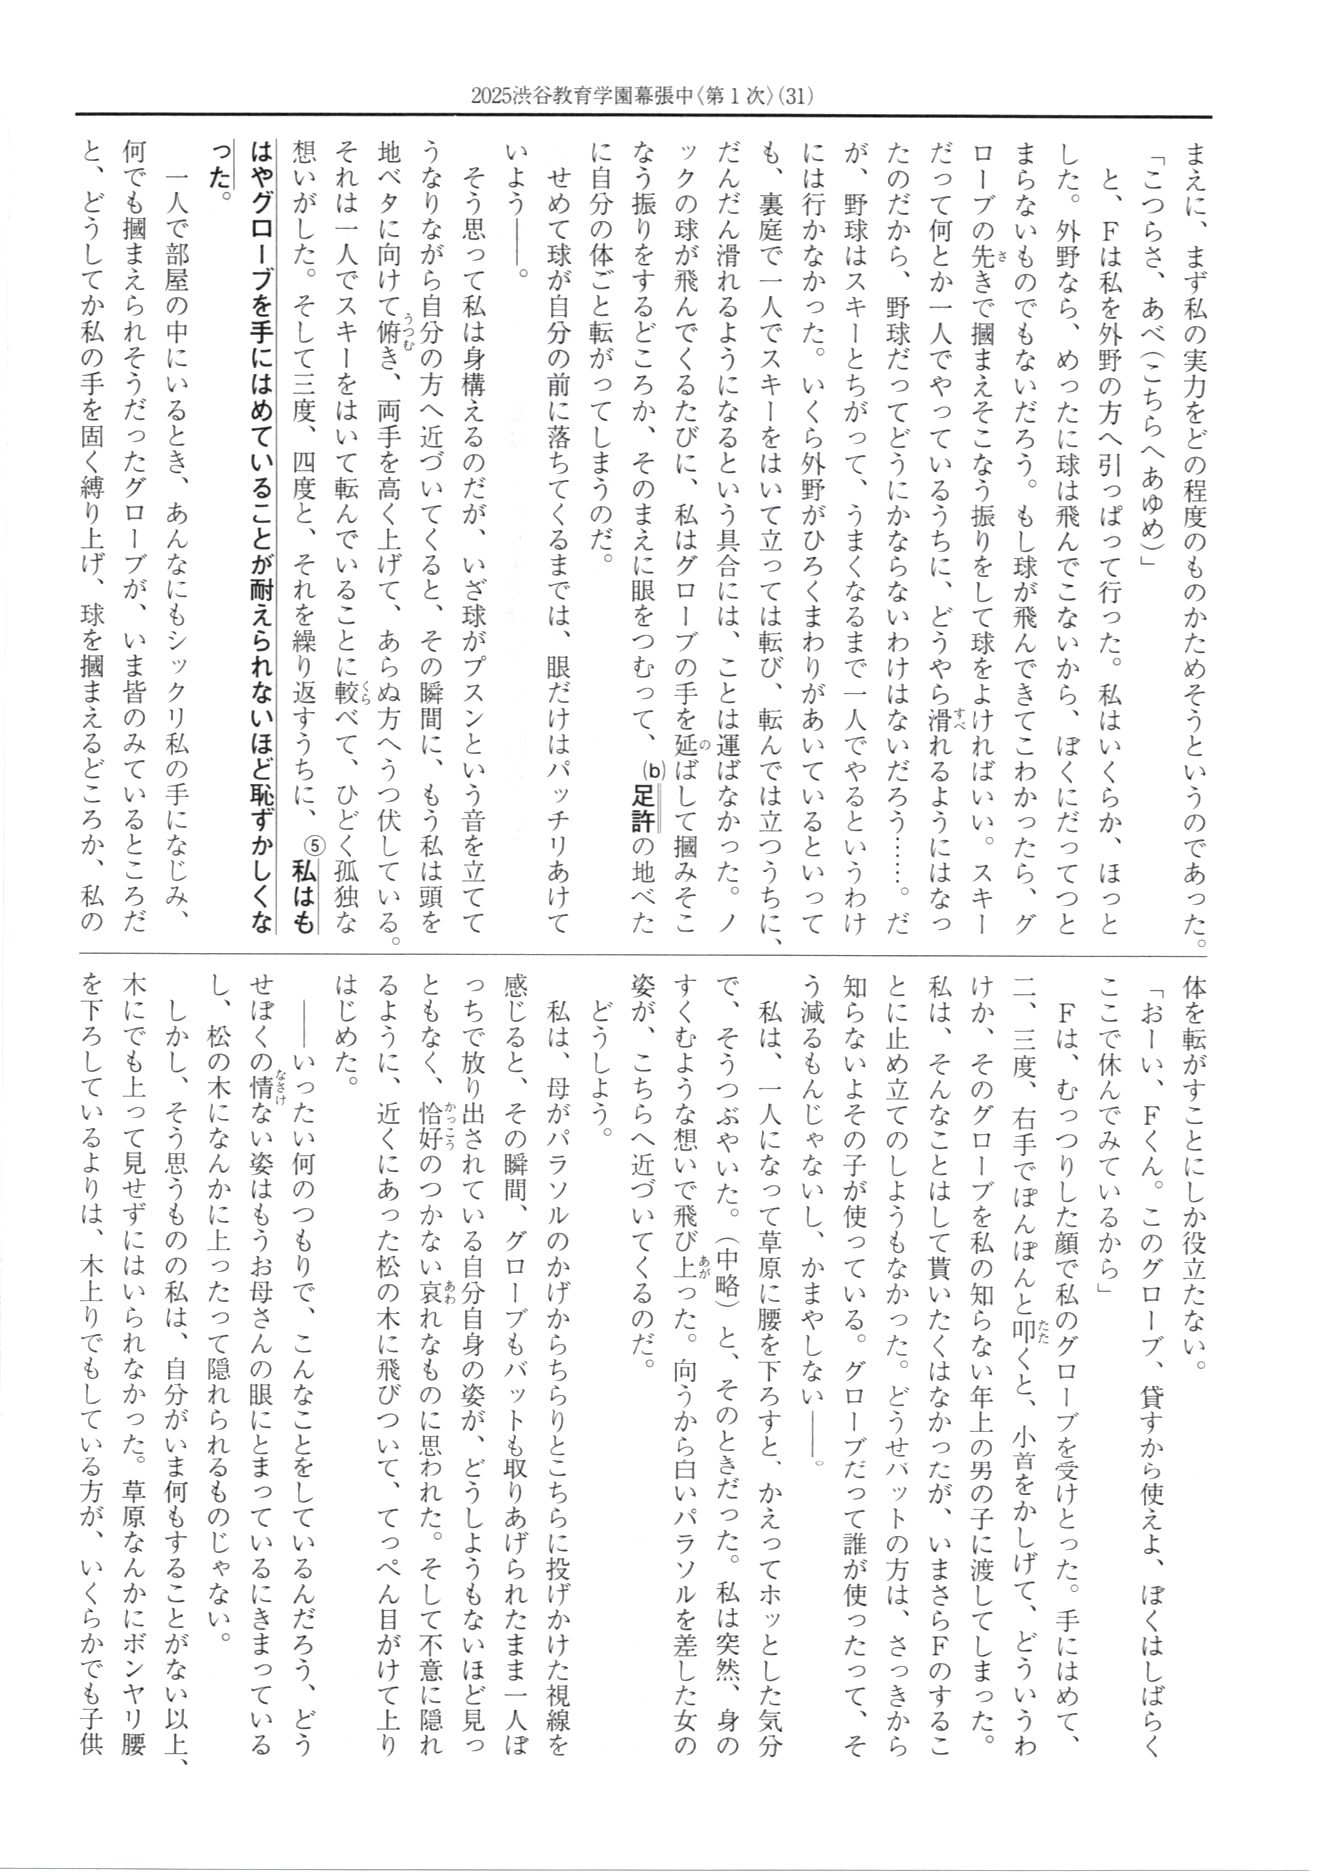 2025渋谷教育学園幕張中〈第1次〉(31)
まえに、まず私の実力をどの程度のものかためそうというのであった。
「こつらさ、あべ(こちらへあゆめ)」
と、Fは私を外野の方へ引っぱって行った。私はいくらか、ほっと
した。外野なら、めったに球は飛んでこないから、ぼくにだってつと
まらないものでもないだろう。もし球が飛んできてこわかったら、グ
ローブの先きで摑まえそこなう振りをして球をよければいい。スキー
だって何とか一人でやっているうちに、どうやら滑れるようにはなっ
たのだから、野球だってどうにかならないわけはないだろう……。だ
が、野球はスキーとちがって、うまくなるまで一人でやるというわけ
には行かなかった。いくら外野がひろくまわりがあいているといって
も、裏庭で一人でスキーをはいて立っては転び、転んでは立つうちに、
だんだん滑れるようになるという具合には、ことは運ばなかった。ノ
ックの球が飛んでくるたびに、私はグローブの手を延ばして摑みそこ
なう振りをするどころか、そのまえに眼をつむって、(b)足許の地べた
に自分の体ごと転がってしまうのだ。
せめて球が自分の前に落ちてくるまでは、眼だけはパッチリあけて
いよう――。
そう思って私は身構えるのだが、いざ球がプスンという音を立てて
うなりながら自分の方へ近づいてくると、その瞬間に、もう私は頭を
地ベタに向けて俯き、両手を高く上げて、あらぬ方へうつ伏している。
それは一人でスキーをはいて転んでいることに較べて、ひどく孤独な
想いがした。そして三度、四度と、それを繰り返すうちに、⑤私はも
はやグローブを手にはめていることが耐えられないほど恥ずかしくな
った。
一人で部屋の中にいるとき、あんなにもシックリ私の手になじみ、
何でも摑まえられそうだったグローブが、いま皆のみているところだ
と、どうしてか私の手を固く縛り上げ、球を摑まえるどころか、私の
体を転がすことにしか役立たない。
「おーい、Fくん。このグローブ、貸すから使えよ、ぼくはしばらく
ここで休んでみているから」
Fは、むっつりした顔で私のグローブを受けとった。手にはめて、
二、三度、右手でぽんぽんと叩くと、小首をかしげて、どういうわ
けか、そのグローブを私の知らない年上の男の子に渡してしまった。
私は、そんなことはして貰いたくはなかったが、いまさらFのするこ
とに止め立てのしようもなかった。どうせバットの方は、さっきから
知らないよその子が使っている。グローブだって誰が使ったって、そ
う減るもんじゃないし、かまやしない――。
私は、一人になって草原に腰を下ろすと、かえってホッとした気分
で、そうつぶやいた。(中略)と、そのときだった。私は突然、身の
すくむような想いで飛び上った。向うから白いパラソルを差した女の
姿が、こちらへ近づいてくるのだ。
どうしよう。
私は、母がパラソルのかげからちらりとこちらに投げかけた視線を
感じると、その瞬間、グローブもバットも取りあげられたまま一人ぼ
っちで放り出されている自分自身の姿が、どうしようもないほど見っ
ともなく、恰好のつかない哀れなものに思われた。そして不意に隠れ
るように、近くにあった松の木に飛びついて、てっぺん目がけて上り
はじめた。
――いったい何のつもりで、こんなことをしているんだろう、どう
せぼくの情ない姿はもうお母さんの眼にとまっているにきまっている
し、松の木になんかに上ったって隠れられるものじゃない。
しかし、そう思うものの私は、自分がいま何もすることがない以上、
木にでも上って見せずにはいられなかった。草原なんかにボンヤリ腰
を下ろしているよりは、木上りでもしている方が、いくらかでも子供